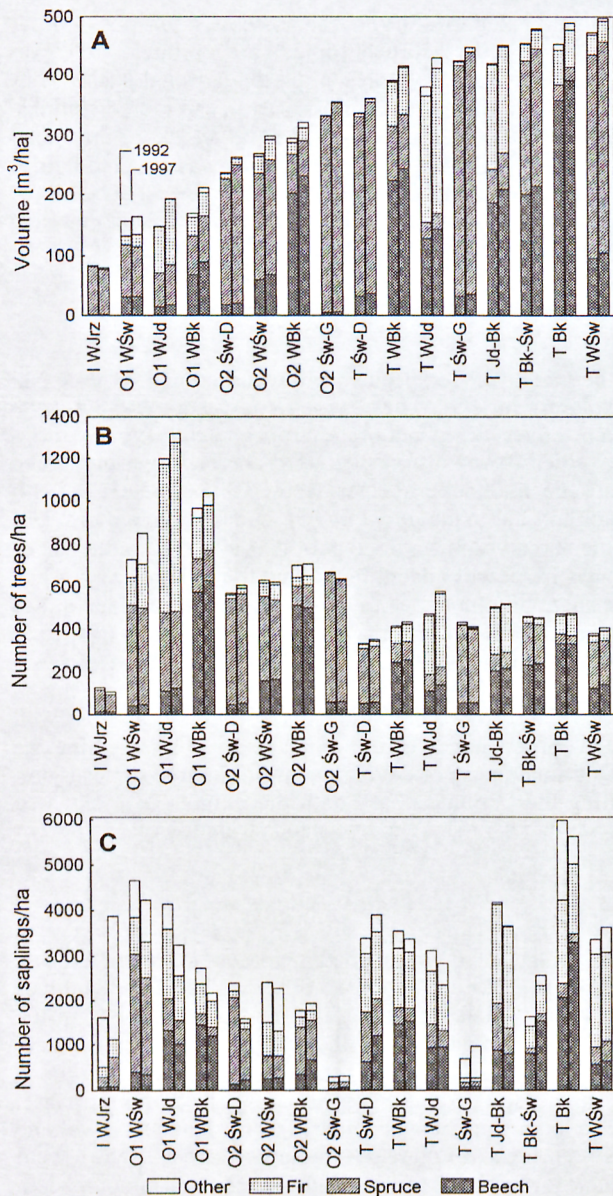 A
Volume [m³/ha]
500
400
300
200
100
0
1992
1997
I WJrz
O1 WŚw
O1 WJd
O1 WBk
O2 Św-D
O2 WŚw
O2 WBk
O2 Św-G
T Św-D
T WBk
T WJd
T Św-G
T Jd-Bk
T Bk-Św
T Bk
T WŚw
B
Number of trees/ha
1400
1200
1000
800
600
400
200
0
I WJrz
O1 WŚw
O1 WJd
O1 WBk
O2 Św-D
O2 WŚw
O2 WBk
O2 Św-G
T Św-D
T WBk
T WJd
T Św-G
T Jd-Bk
T Bk-Św
T Bk
T WŚw
C
Number of saplings/ha
6000
5000
4000
3000
2000
1000
0
I WJrz
O1 WŚw
O1 WJd
O1 WBk
O2 Św-D
O2 WŚw
O2 WBk
O2 Św-G
T Św-D
T WBk
T WJd
T Św-G
T Jd-Bk
T Bk-Św
T Bk
T WŚw
Other Fir Spruce Beech